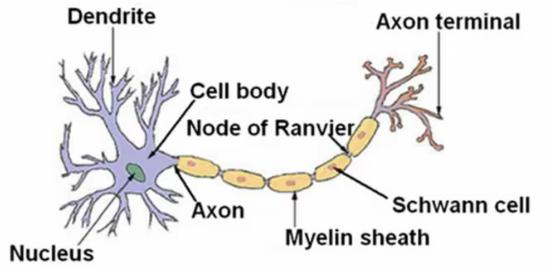 Dendrite
Axon terminal
Cell body
Node of Ranvier
Axon
Schwann cell
Myelin sheath
Nucleus